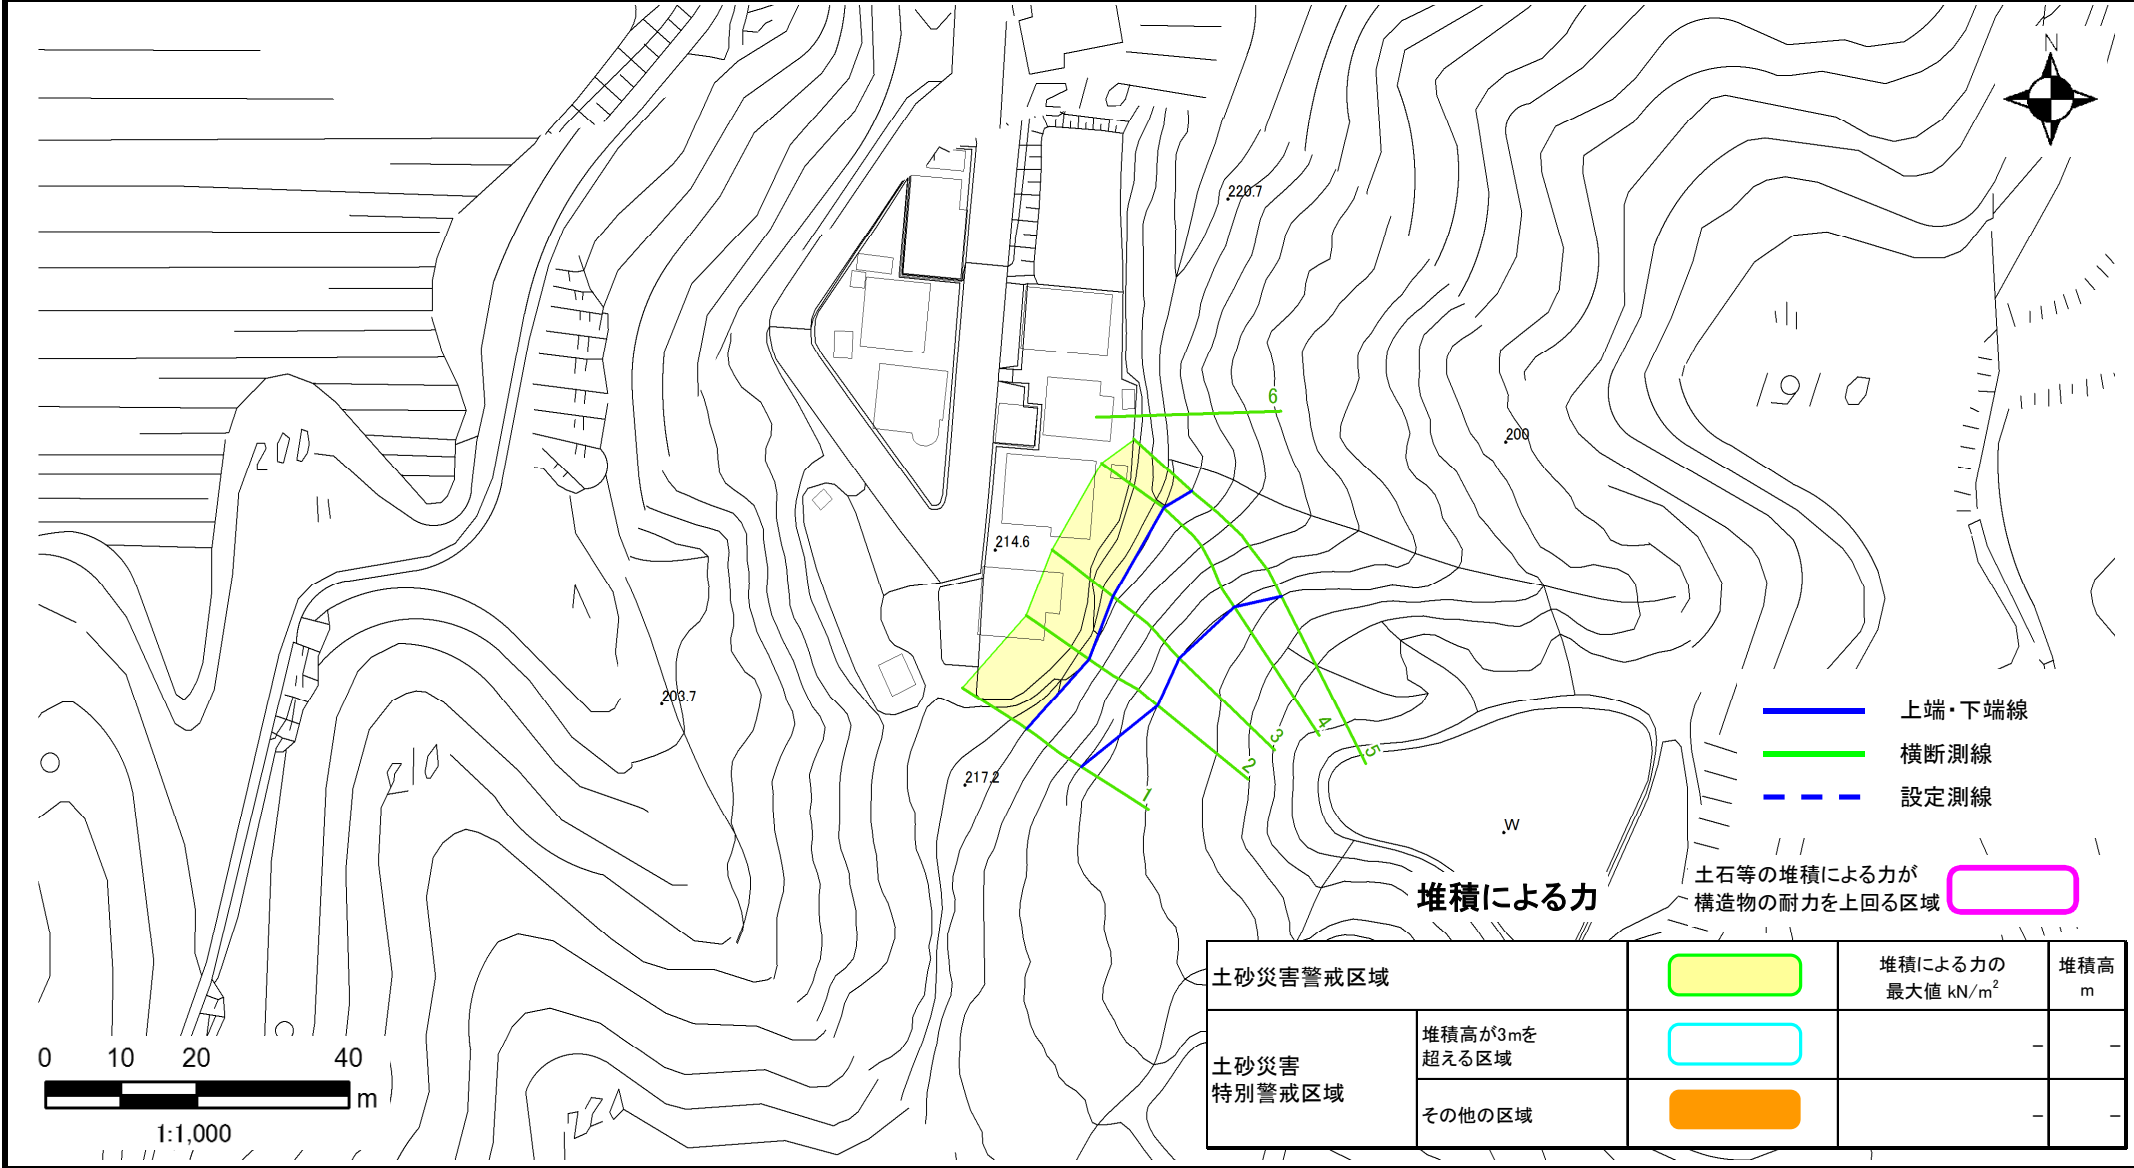 N
220.7
6
200
214.6
203.7
217.2
1
2
3
4
5
W
上端・下端線
横断測線
設定測線
土石等の堆積による力が
構造物の耐力を上回る区域
堆積による力
土砂災害警戒区域
堆積による力の
最大値 kN/m²
堆積高
m
土砂災害
特別警戒区域
堆積高が3mを
超える区域
－ －
その他の区域
－ －
0 10 20 40
m
1:1,000